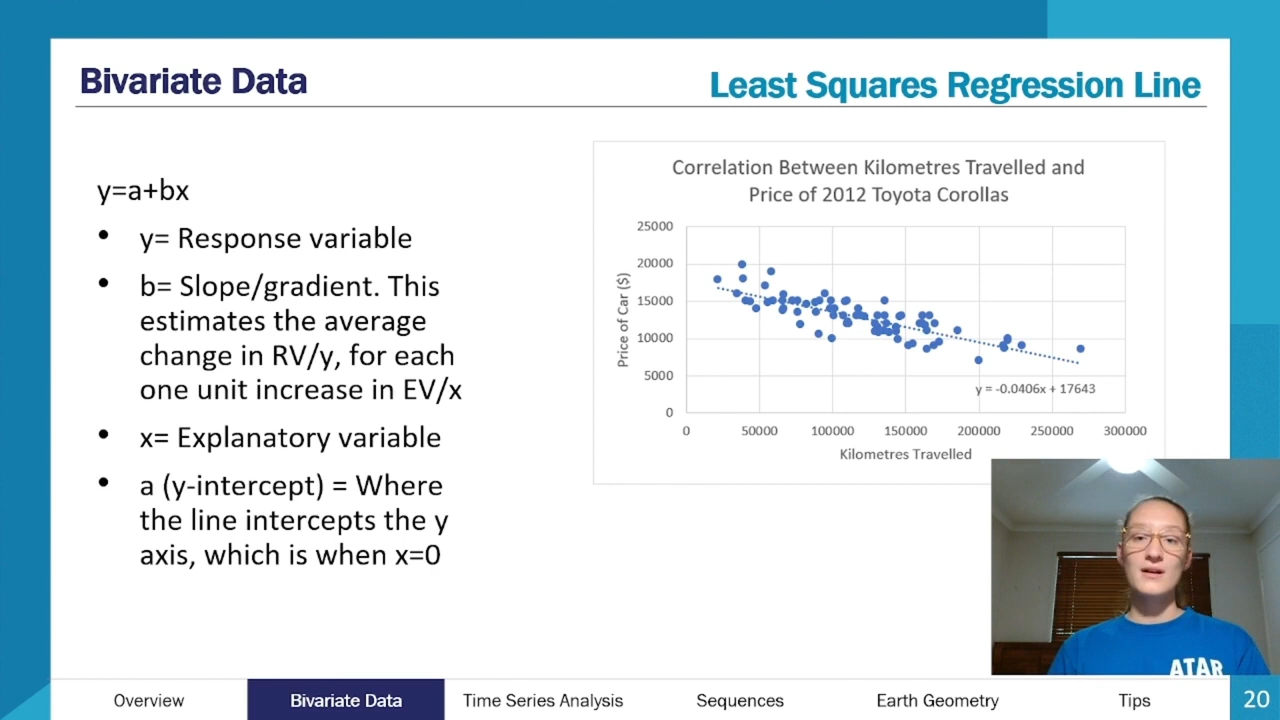 Bivariate Data
Least Squares Regression Line
y=a+bx
• y= Response variable
• b= Slope/gradient. This
estimates the average
change in RV/y, for each
one unit increase in EV/x
• x= Explanatory variable
• a (y-intercept) = Where
the line intercepts the y
axis, which is when x=0
Correlation Between Kilometres Travelled and
Price of 2012 Toyota Corollas
Price of Car ($)
25000
20000
15000
10000
5000
0
y = -0.0406x + 17643
0 50000 100000 150000 200000 250000 300000
Kilometres Travelled
ATAR
Overview Bivariate Data Time Series Analysis Sequences Earth Geometry Tips 20